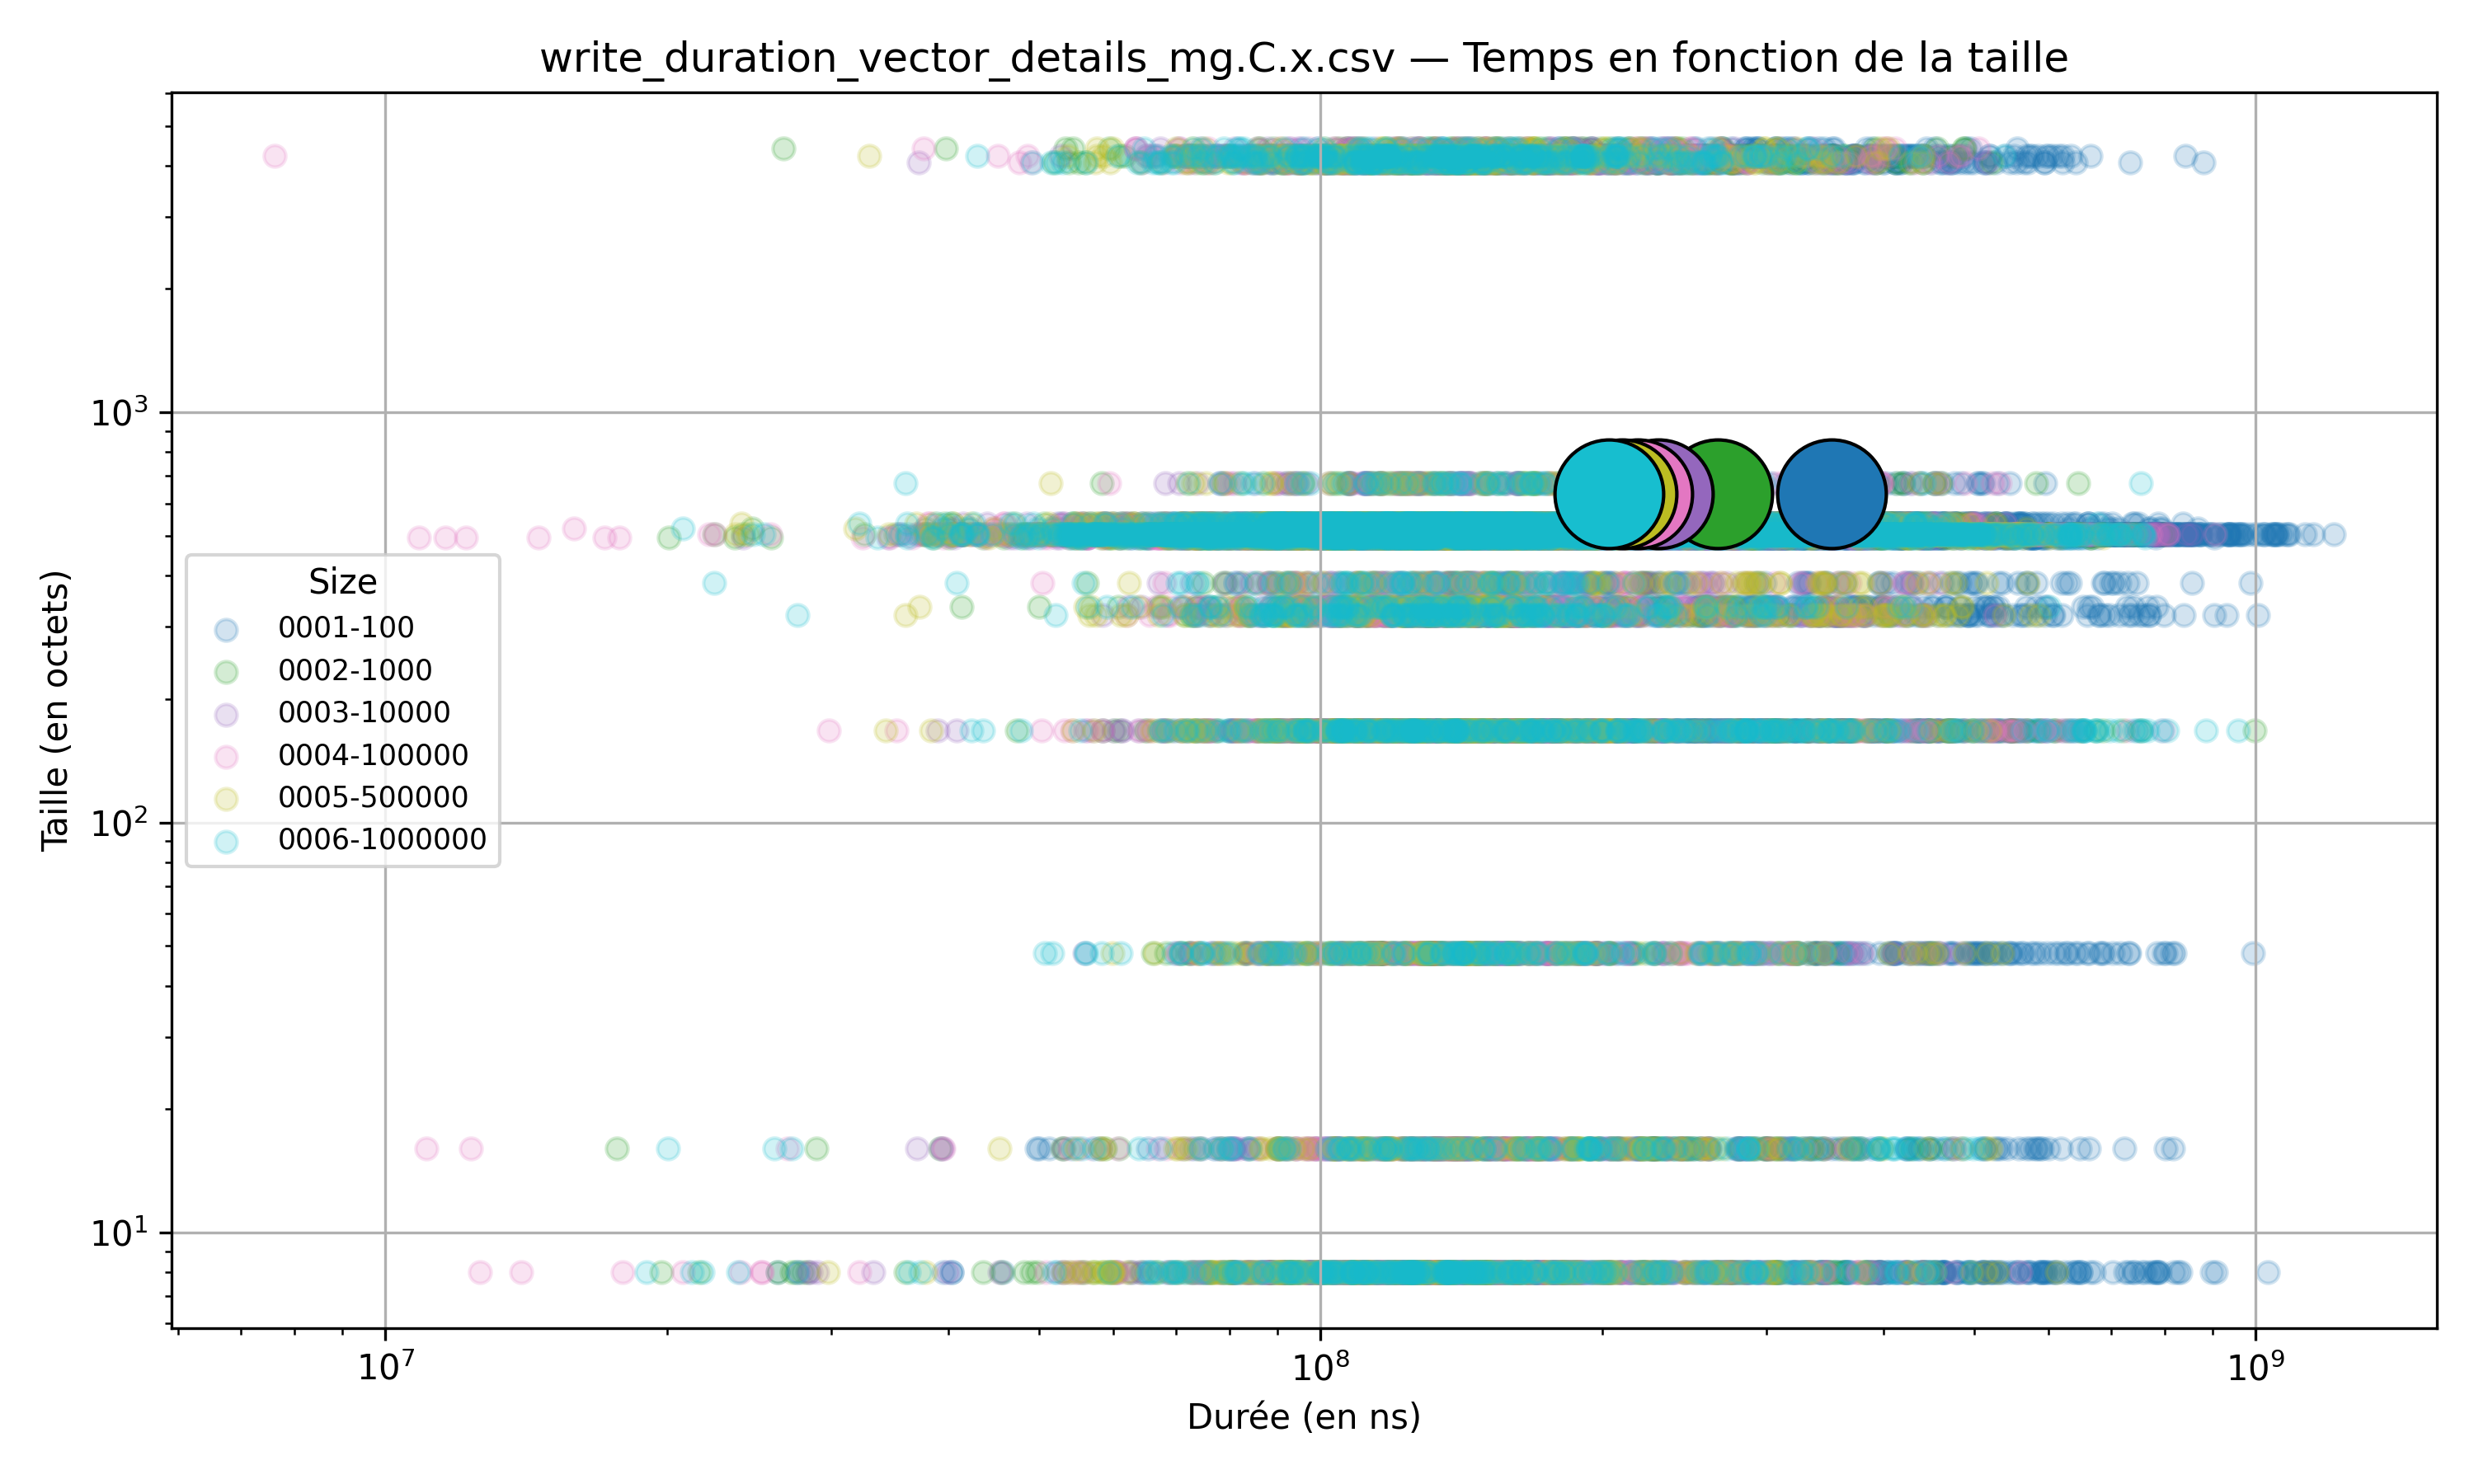 write_duration_vector_details_mg.C.x.csv — Temps en fonction de la taille
Taille (en octets)
10³
10²
10¹
Size
0001-100
0002-1000
0003-10000
0004-100000
0005-500000
0006-1000000
10⁷ 10⁸ 10⁹
Durée (en ns)